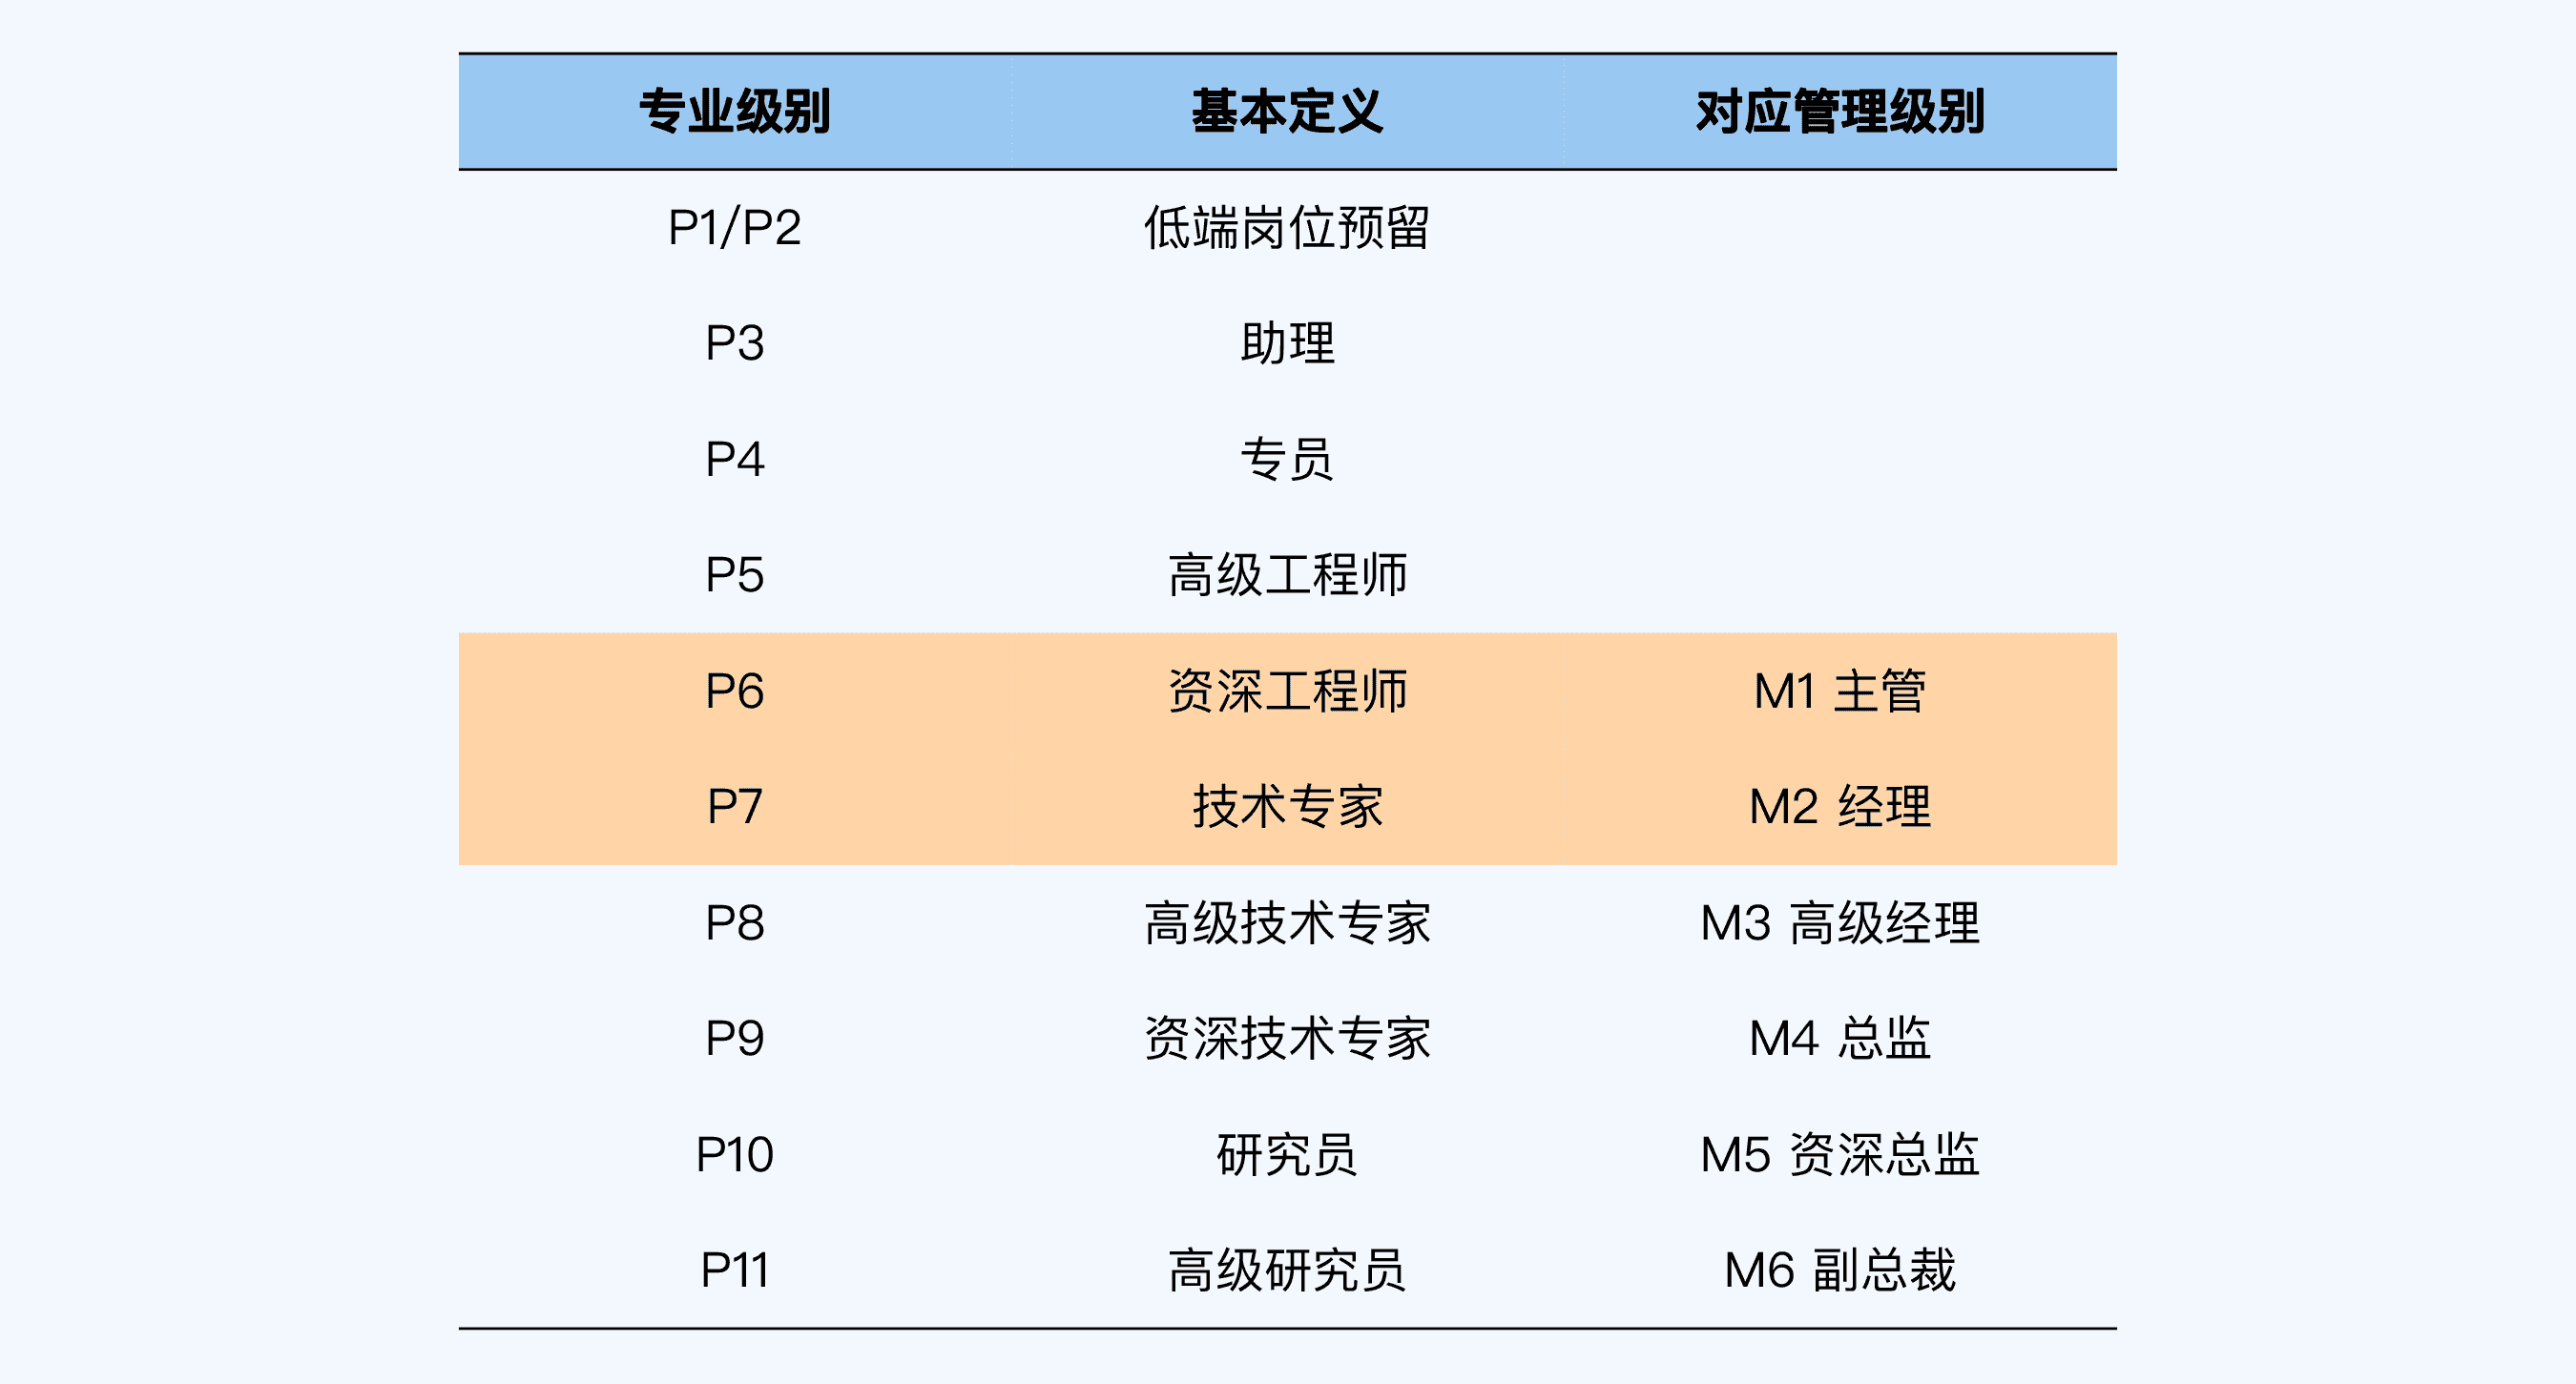 专业级别 基本定义 对应管理级别
P1/P2 低端岗位预留
P3 助理
P4 专员
P5 高级工程师
P6 资深工程师 M1 主管
P7 技术专家 M2 经理
P8 高级技术专家 M3 高级经理
P9 资深技术专家 M4 总监
P10 研究员 M5 资深总监
P11 高级研究员 M6 副总裁